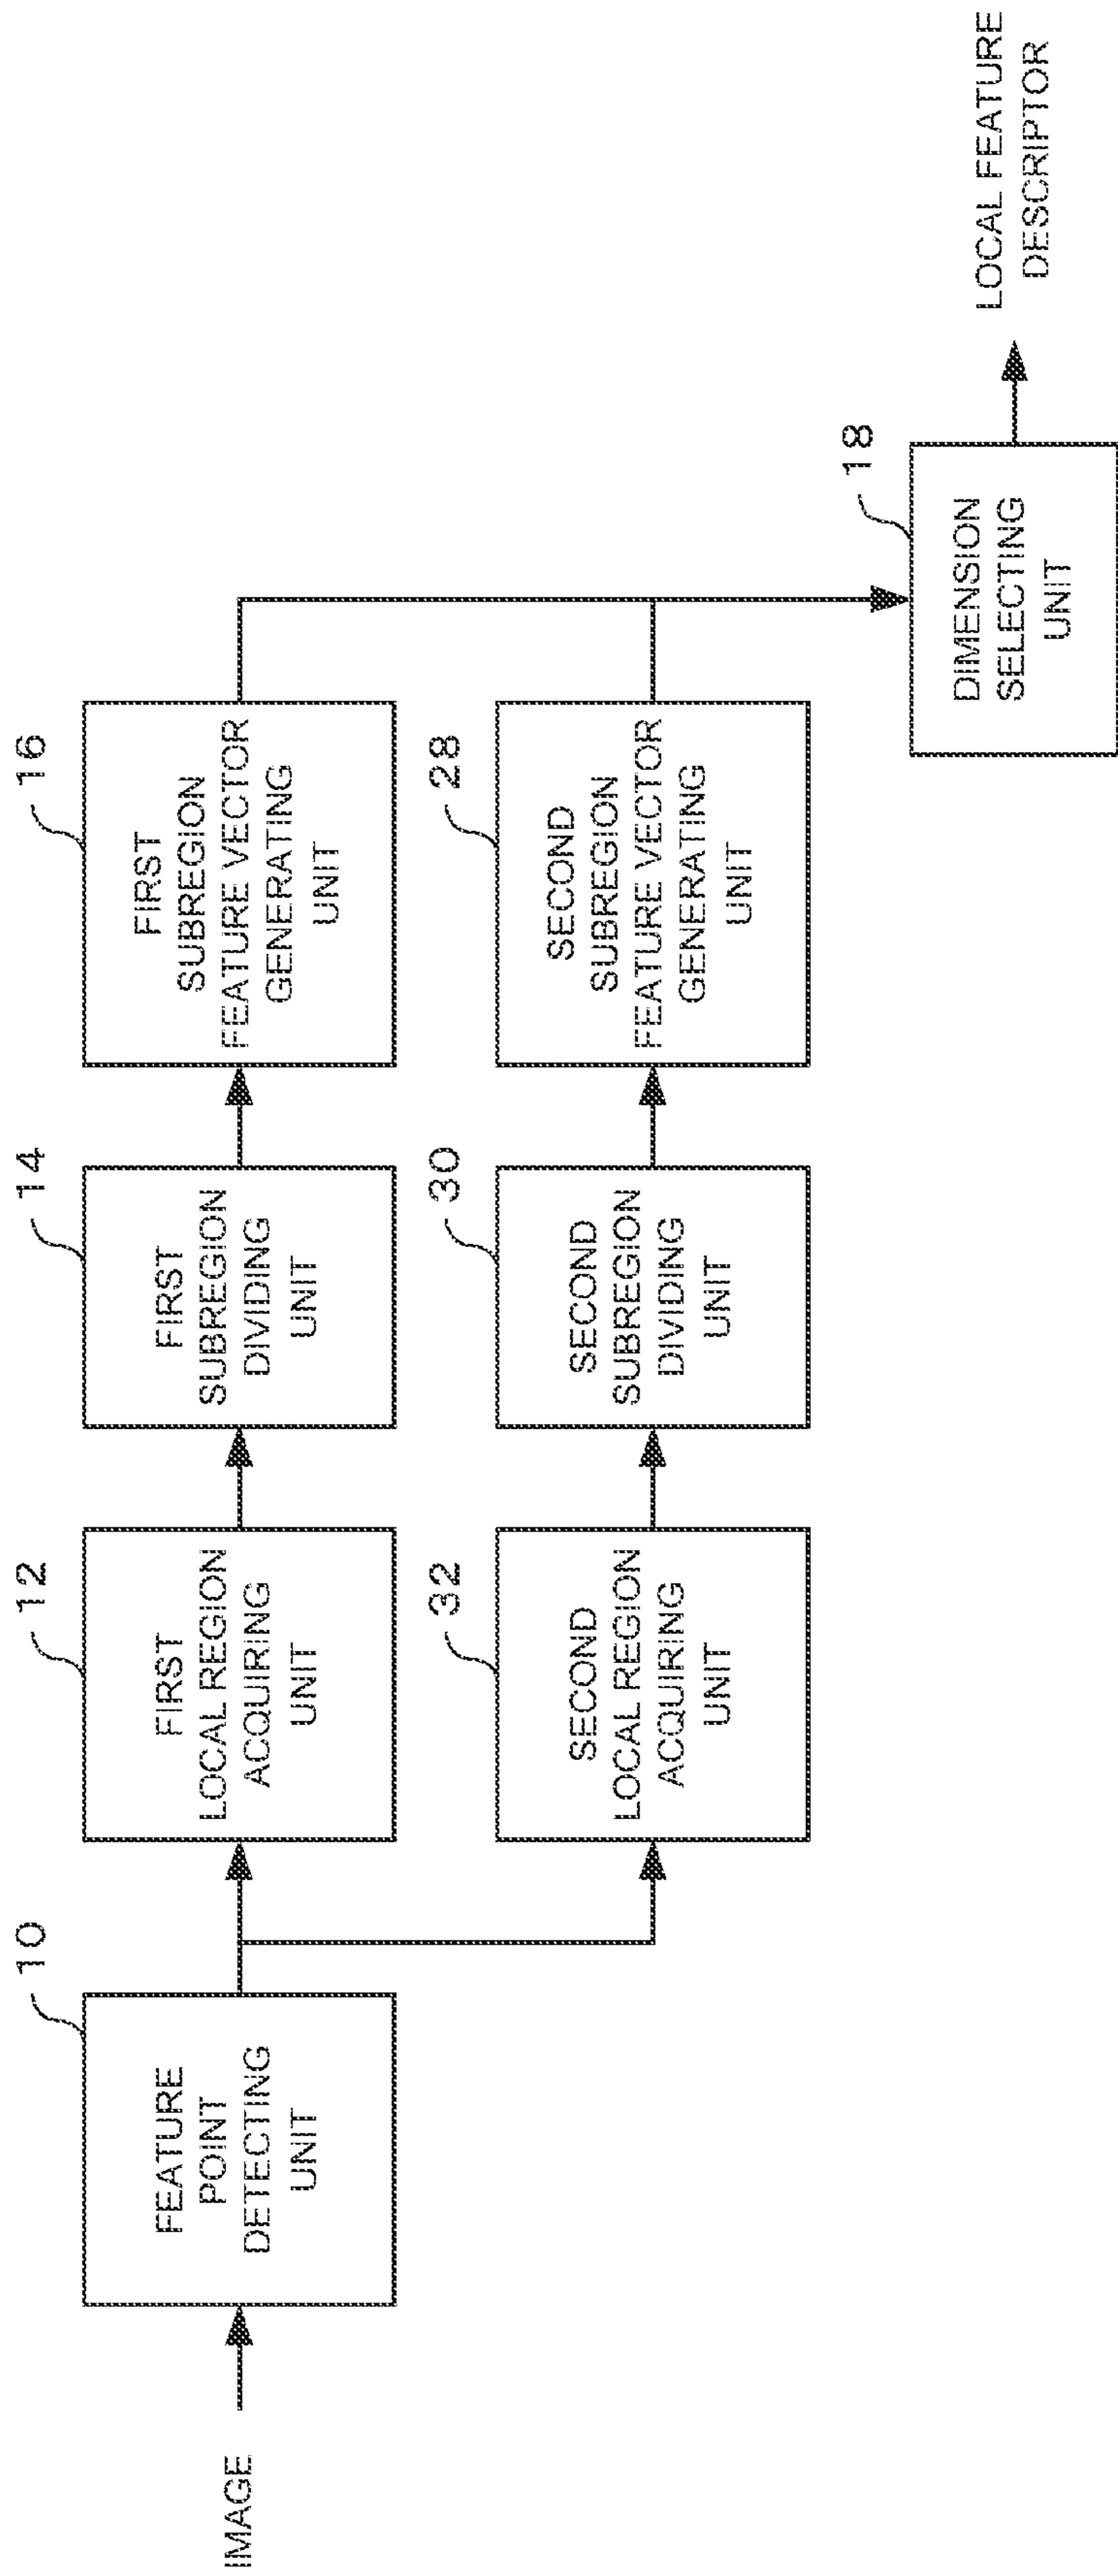 IMAGE
10
FEATURE
POINT
DETECTING
UNIT
12
FIRST
LOCAL REGION
ACQUIRING
UNIT
14
FIRST
SUBREGION
DIVIDING
UNIT
16
FIRST
SUBREGION
FEATURE VECTOR
GENERATING
UNIT
32
SECOND
LOCAL REGION
ACQUIRING
UNIT
30
SECOND
SUBREGION
DIVIDING
UNIT
28
SECOND
SUBREGION
FEATURE VECTOR
GENERATING
UNIT
18
DIMENSION
SELECTING
UNIT
LOCAL FEATURE
DESCRIPTOR